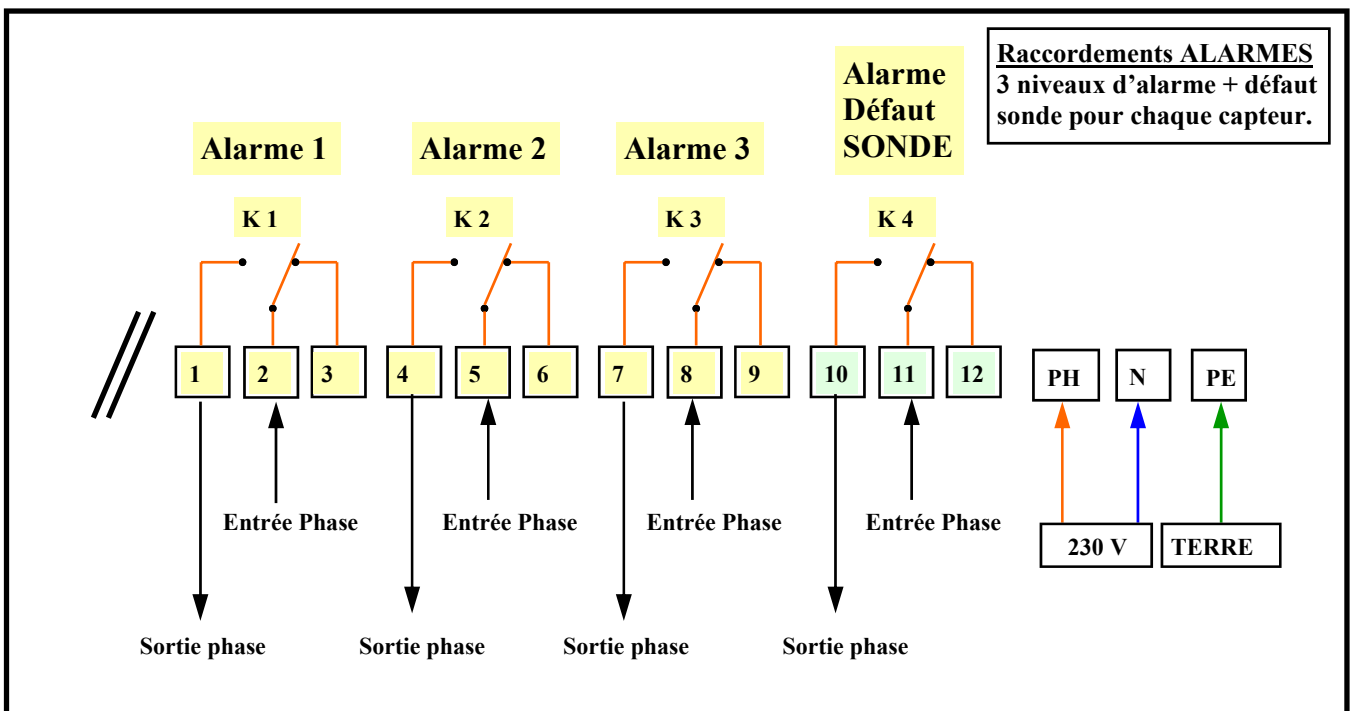 Raccordements ALARMES
3 niveaux d'alarme + défaut
sonde pour chaque capteur.
Alarme
Défaut
SONDE
Alarme 1
Alarme 2
Alarme 3
K 1
K 2
K 3
K 4
1 2 3 4 5 6 7 8 9 10 11 12 PH N PE
Entrée Phase Entrée Phase Entrée Phase Entrée Phase
230 V TERRE
Sortie phase Sortie phase Sortie phase Sortie phase